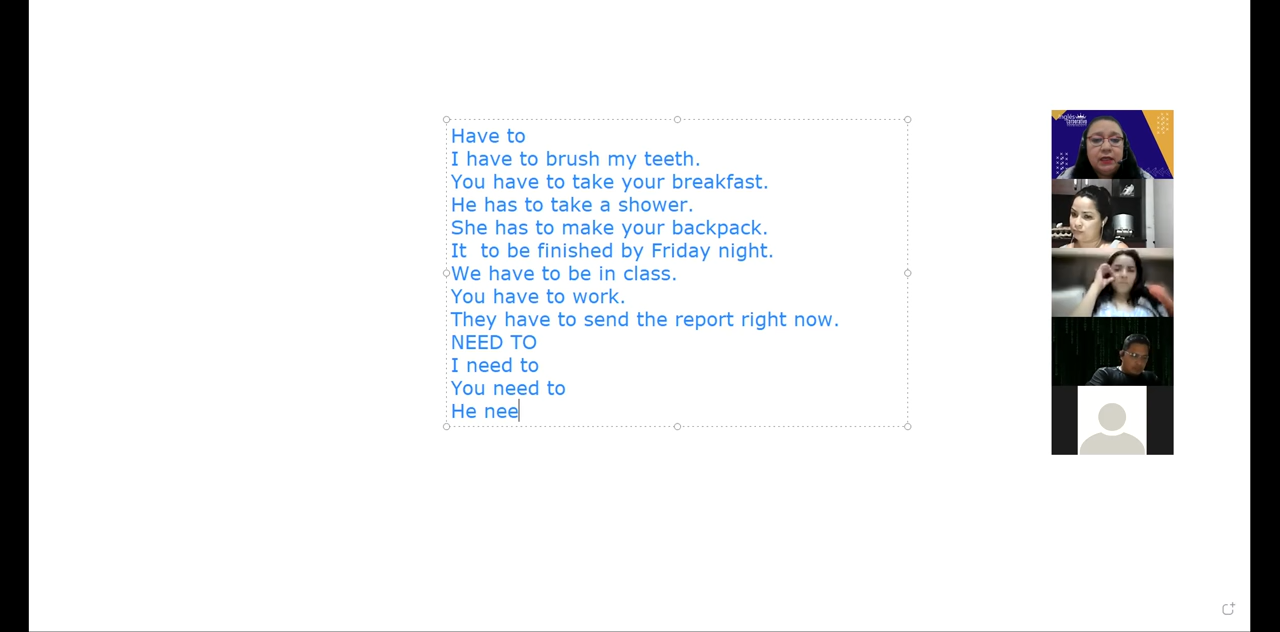 Have to
I have to brush my teeth.
You have to take your breakfast.
He has to take a shower.
She has to make your backpack.
It  to be finished by Friday night.
We have to be in class.
You have to work.
They have to send the report right now.
NEED TO
I need to
You need to
He nee
Inglés
Corporativo